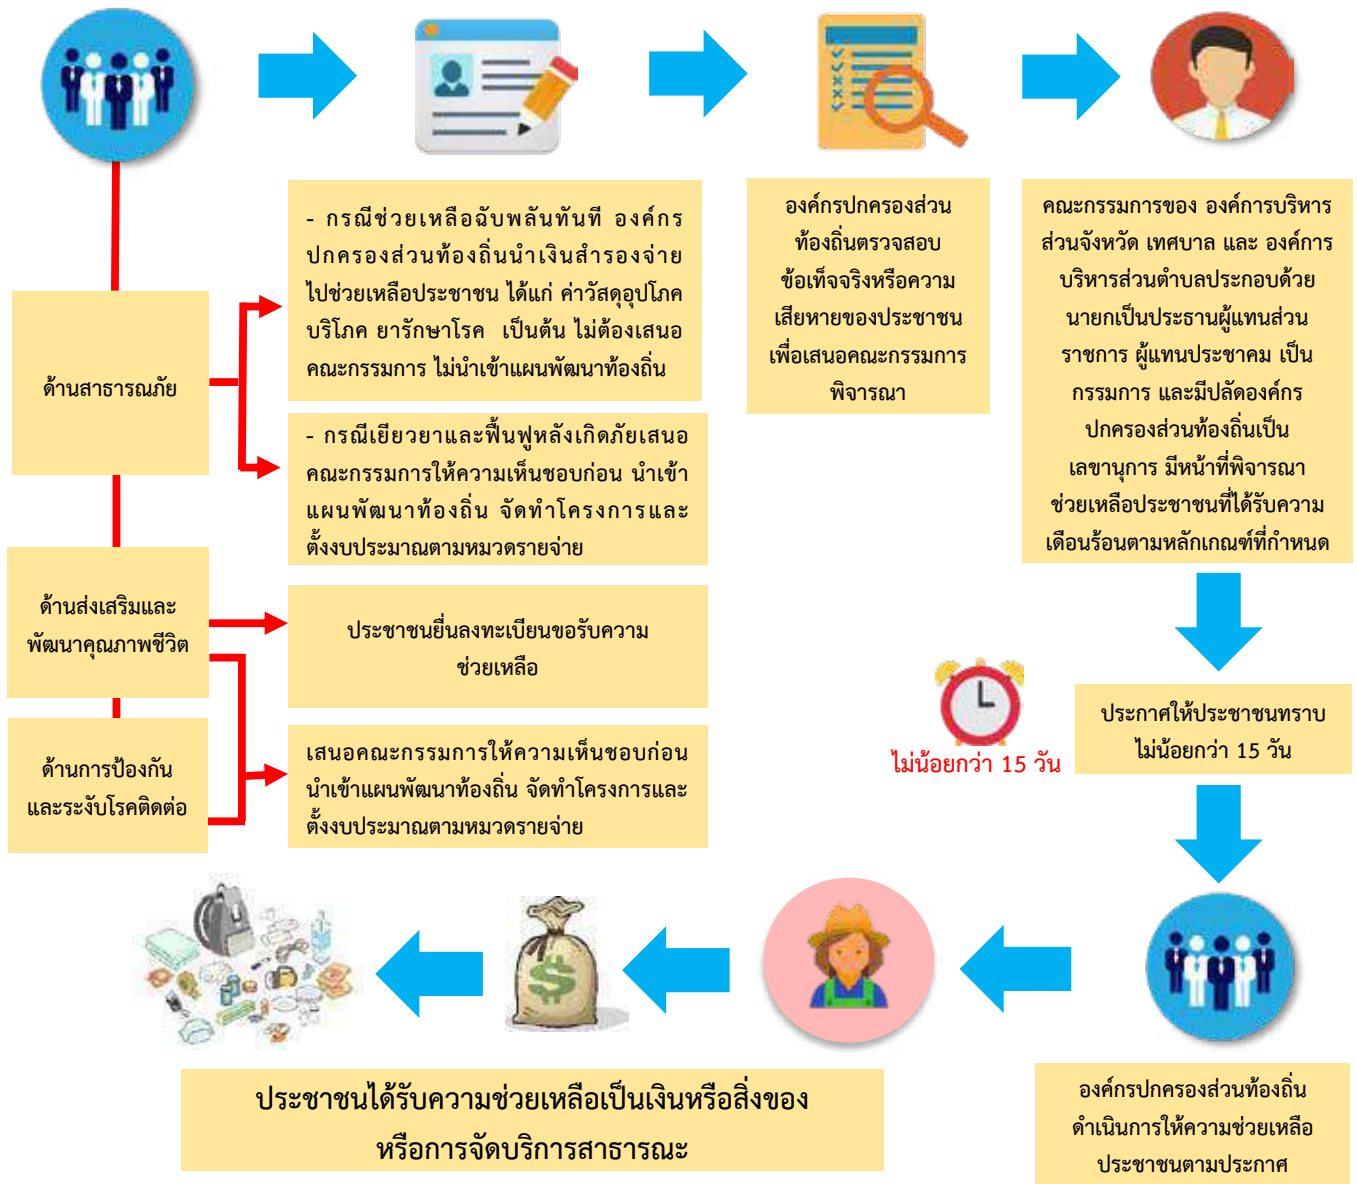 ด้านสาธารณภัย
ด้านส่งเสริมและ
พัฒนาคุณภาพชีวิต
ด้านการป้องกัน
และระงับโรคติดต่อ
- กรณีช่วยเหลือฉับพลันทันที องค์กร
ปกครองส่วนท้องถิ่นนำเงินสำรองจ่าย
ไปช่วยเหลือประชาชน ได้แก่ ค่าวัสดุอุปโภค
บริโภค ยารักษาโรค เป็นต้น ไม่ต้องเสนอ
คณะกรรมการ ไม่นำเข้าแผนพัฒนาท้องถิ่น
- กรณีเยียวยาและฟื้นฟูหลังเกิดภัยเสนอ
คณะกรรมการให้ความเห็นชอบก่อน นำเข้า
แผนพัฒนาท้องถิ่น จัดทำโครงการและ
ตั้งงบประมาณตามหมวดรายจ่าย
ประชาชนยื่นลงทะเบียนขอรับความ
ช่วยเหลือ
เสนอคณะกรรมการให้ความเห็นชอบก่อน
นำเข้าแผนพัฒนาท้องถิ่น จัดทำโครงการและ
ตั้งงบประมาณตามหมวดรายจ่าย
องค์กรปกครองส่วน
ท้องถิ่นตรวจสอบ
ข้อเท็จจริงหรือความ
เสียหายของประชาชน
เพื่อเสนอคณะกรรมการ
พิจารณา
คณะกรรมการของ องค์การบริหาร
ส่วนจังหวัด เทศบาล และ องค์การ
บริหารส่วนตำบลประกอบด้วย
นายกเป็นประธานผู้แทนส่วน
ราชการ ผู้แทนประชาคม เป็น
กรรมการ และมีปลัดองค์กร
ปกครองส่วนท้องถิ่นเป็น
เลขานุการ มีหน้าที่พิจารณา
ช่วยเหลือประชาชนที่ได้รับความ
เดือนร้อนตามหลักเกณฑ์ที่กำหนด
ไม่น้อยกว่า 15 วัน
ประกาศให้ประชาชนทราบ
ไม่น้อยกว่า 15 วัน
องค์กรปกครองส่วนท้องถิ่น
ดำเนินการให้ความช่วยเหลือ
ประชาชนตามประกาศ
ประชาชนได้รับความช่วยเหลือเป็นเงินหรือสิ่งของ
หรือการจัดบริการสาธารณะ